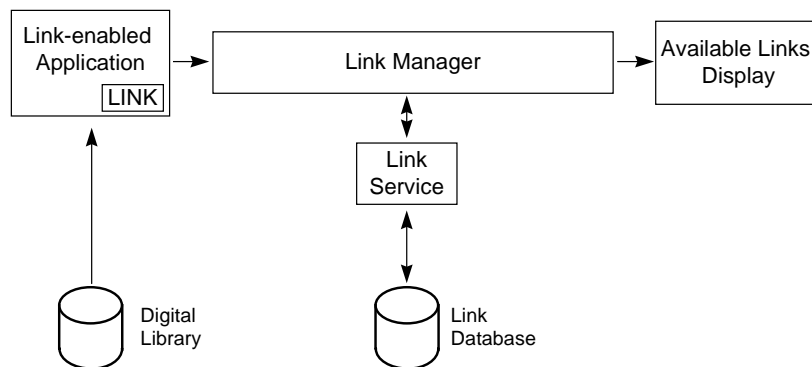 Link-enabled
Application
LINK
Link Manager
Available Links
Display
Link
Service
Digital
Library
Link
Database